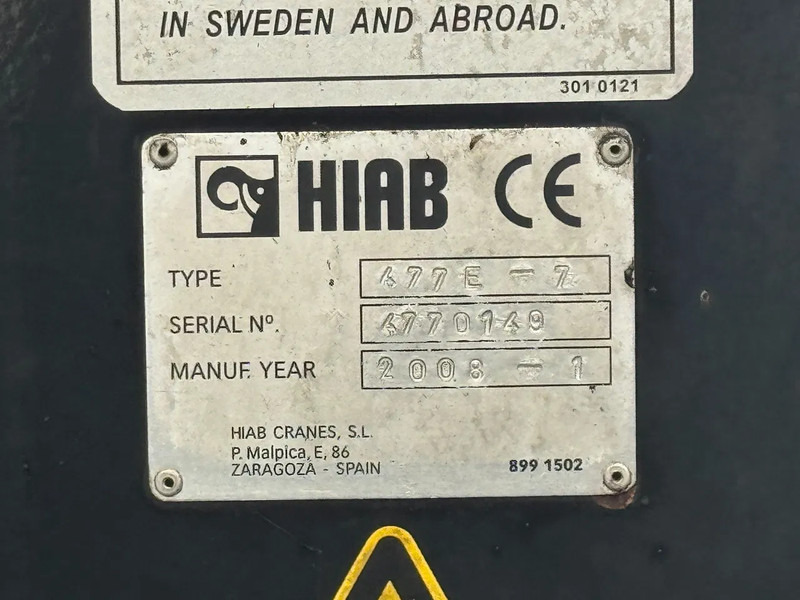 IN SWEDEN AND ABROAD.
301 0121
HIAB CE
TYPE 477E - 7
SERIAL Nº. 4770149
MANUF. YEAR 2008 - 1
HIAB CRANES, S.L.
P. Malpica, E, 86
ZARAGOZA - SPAIN
899 1502